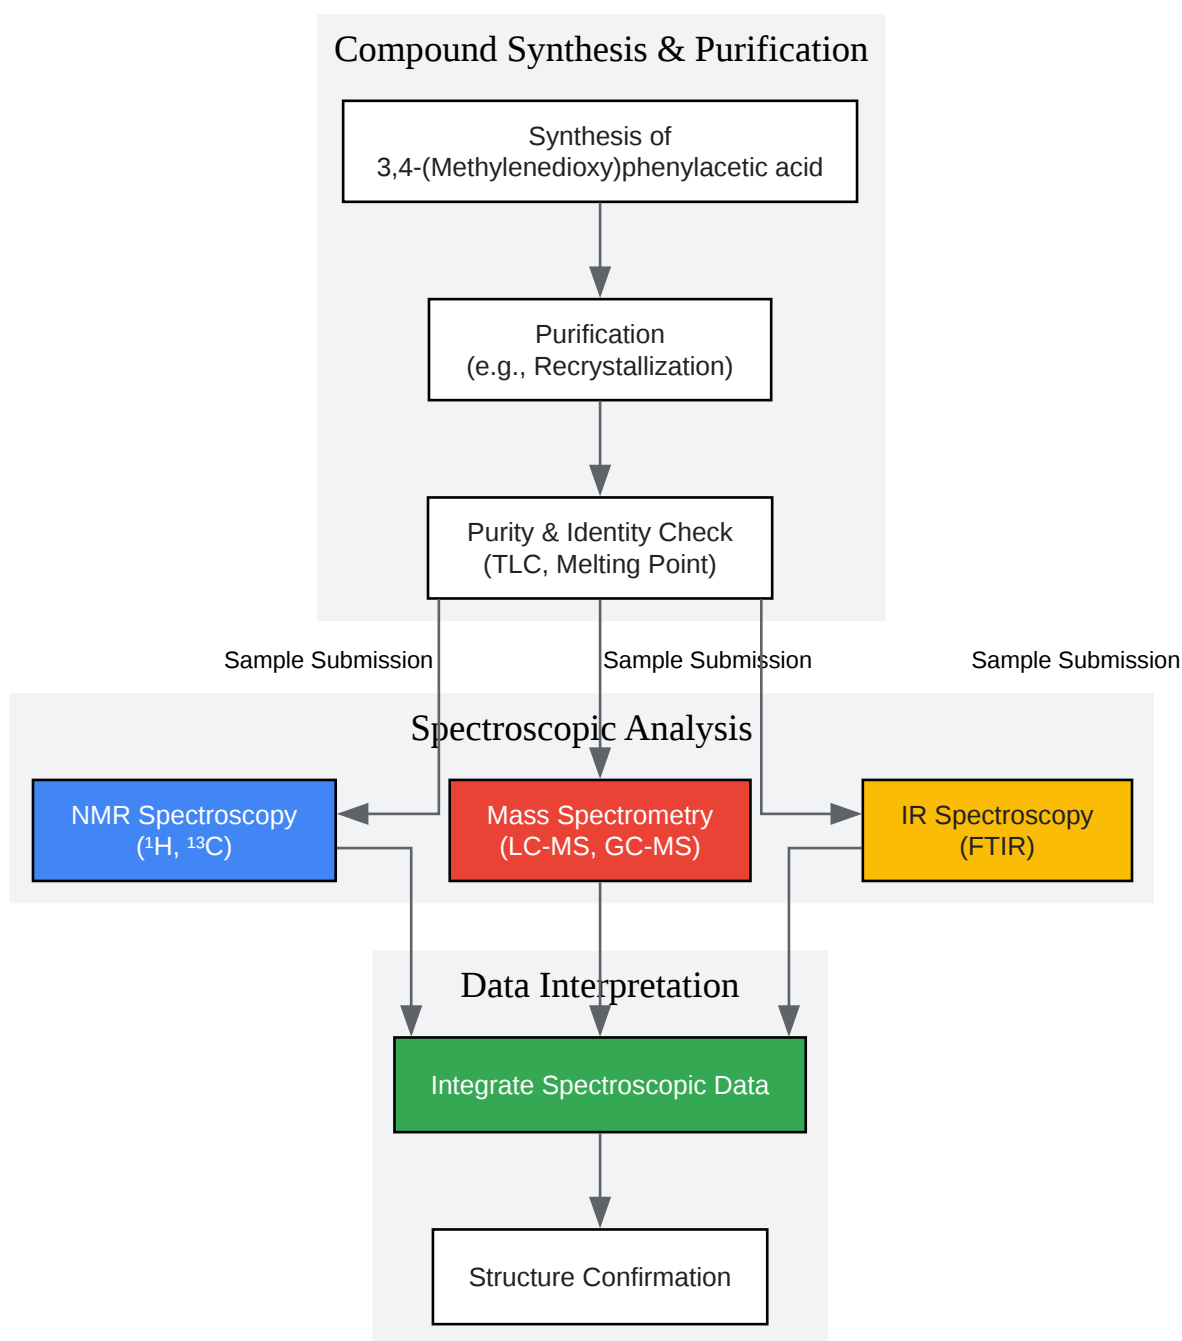 Compound Synthesis & Purification
Synthesis of
3,4-(Methylenedioxy)phenylacetic acid
Purification
(e.g., Recrystallization)
Purity & Identity Check
(TLC, Melting Point)
Sample Submission
Sample Submission
Sample Submission
Spectroscopic Analysis
NMR Spectroscopy
(¹H, ¹³C)
Mass Spectrometry
(LC-MS, GC-MS)
IR Spectroscopy
(FTIR)
Data Interpretation
Integrate Spectroscopic Data
Structure Confirmation